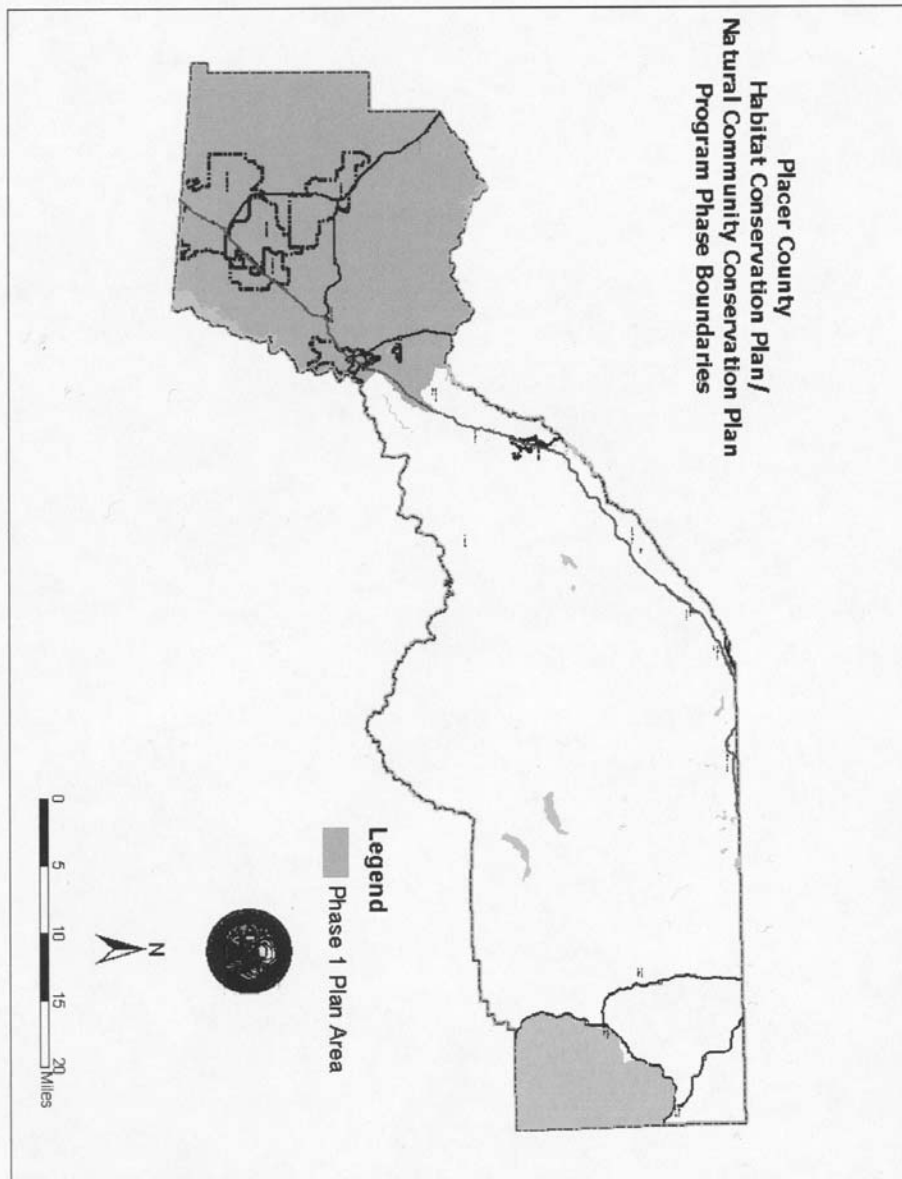 Placer County
Habitat Conservation Plan/
Natural Community Conservation Plan
Program Phase Boundaries
Legend
Phase 1 Plan Area
N
0 5 10 15 20
Miles